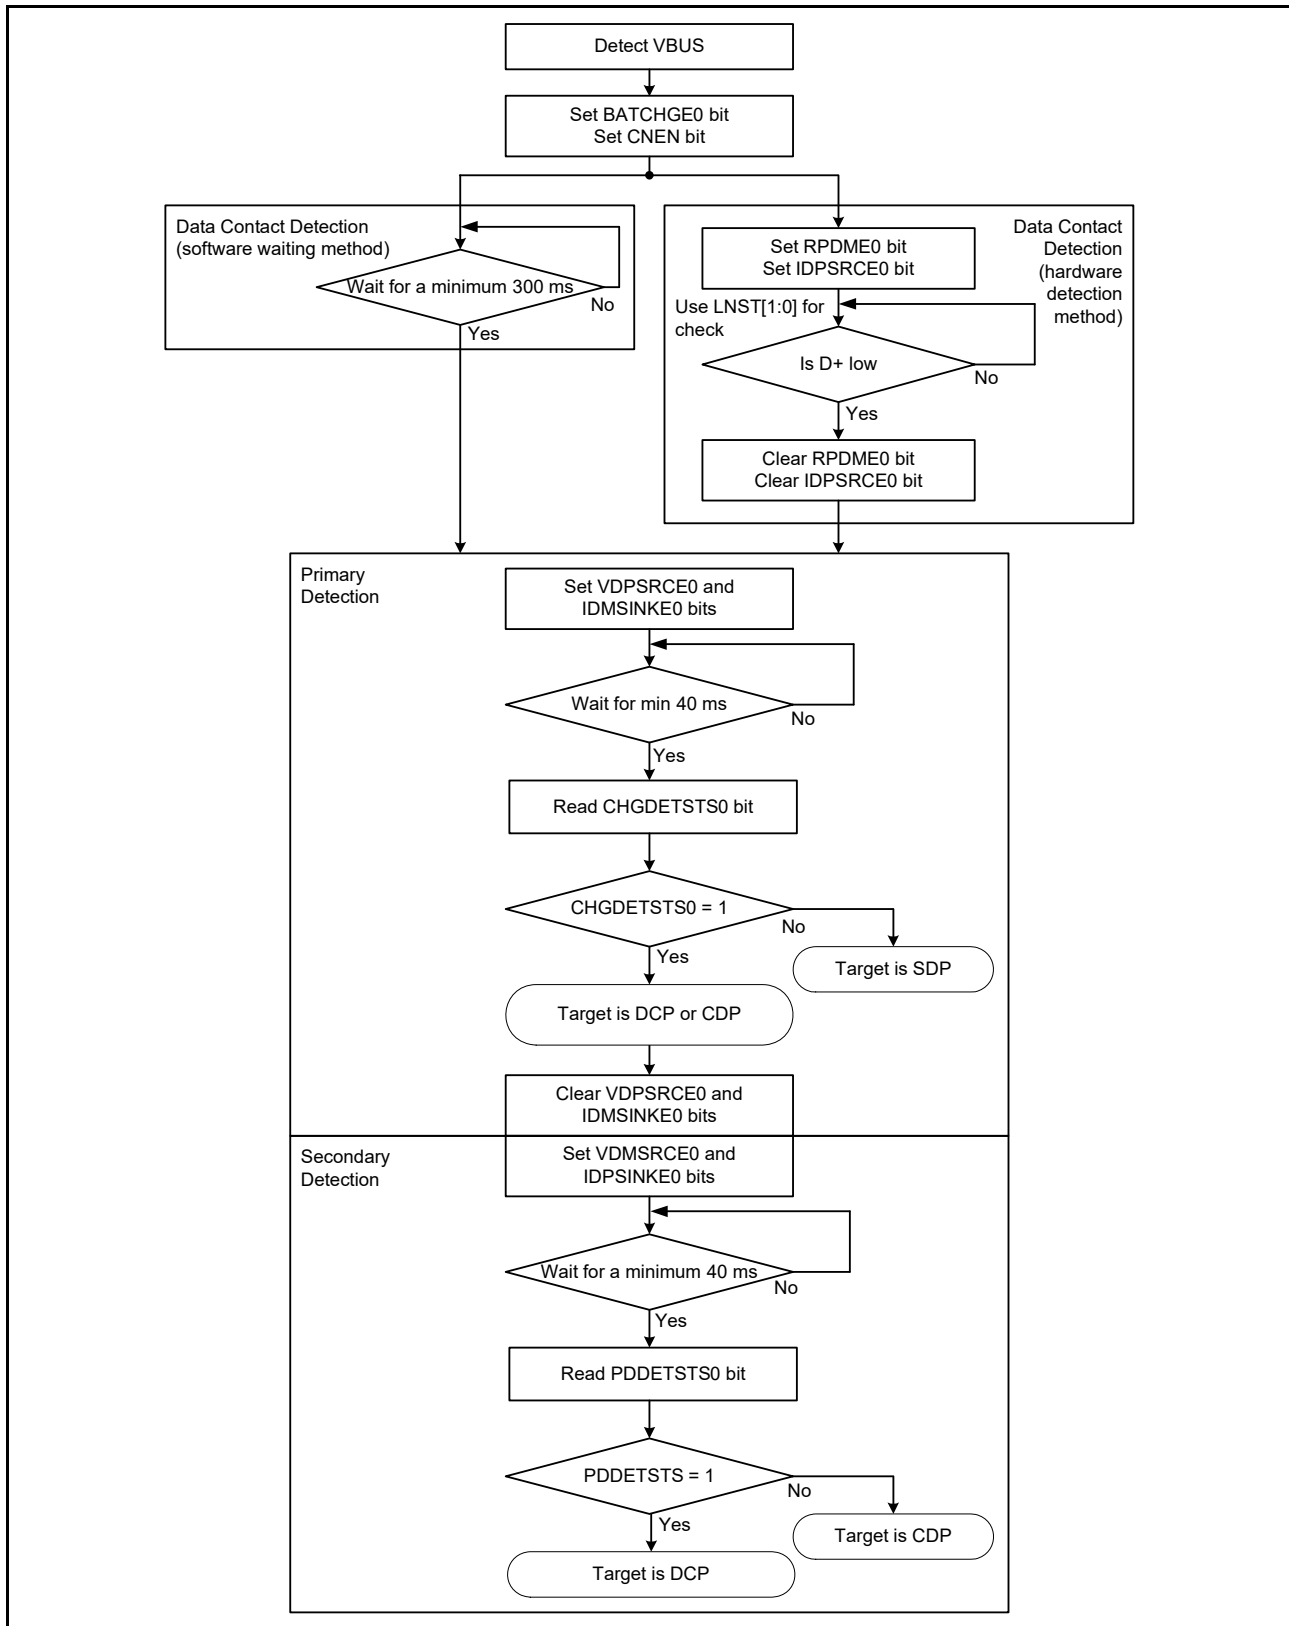 Detect VBUS
Set BATCHGE0 bit
Set CNEN bit
Data Contact Detection
(software waiting method)
Wait for a minimum 300 ms
No
Yes
Data Contact
Detection
(hardware
detection
method)
Set RPDME0 bit
Set IDPSRCE0 bit
Use LNST[1:0] for
check
Is D+ low
No
Yes
Clear RPDME0 bit
Clear IDPSRCE0 bit
Primary
Detection
Set VDPSRCE0 and
IDMSINKE0 bits
Wait for min 40 ms
No
Yes
Read CHGDETSTS0 bit
CHGDETSTS0 = 1
No
Yes
Target is SDP
Target is DCP or CDP
Clear VDPSRCE0 and
IDMSINKE0 bits
Secondary
Detection
Set VDMSRCE0 and
IDPSINKE0 bits
Wait for a minimum 40 ms
No
Yes
Read PDDETSTS0 bit
PDDETSTS = 1
No
Yes
Target is CDP
Target is DCP